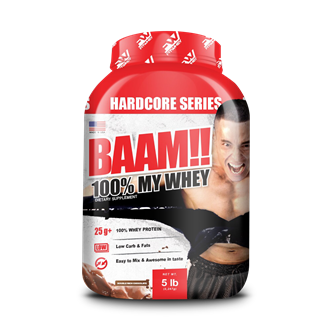 HARDCORE SERIES
BAAM!!
100% MY WHEY
DIETARY SUPPLEMENT
25 g+
100% WHEY PROTEIN
LOW
Low Carb & Fats
Easy to Mix & Awesome in taste
NET WT.
5 lb